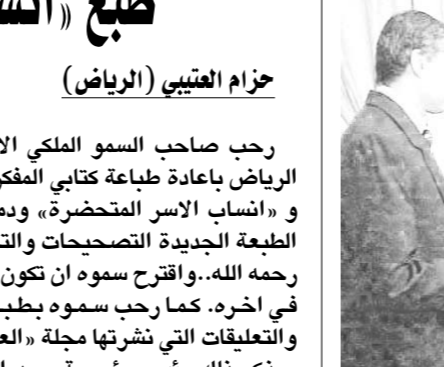 طبع «انس
حزام العتيبي (الرياض)
رحب صاحب السمو الملكي الا
الرياض باعادة طباعة كتابي المفكر
و «انساب الاسر المتحضرة» ودم
الطبعة الجديدة التصحيحات والت
رحمه الله..واقترح سموه ان تكون
في اخره. كما رحب سموه بطب
والتعليقات التي نشرتها مجلة «الع